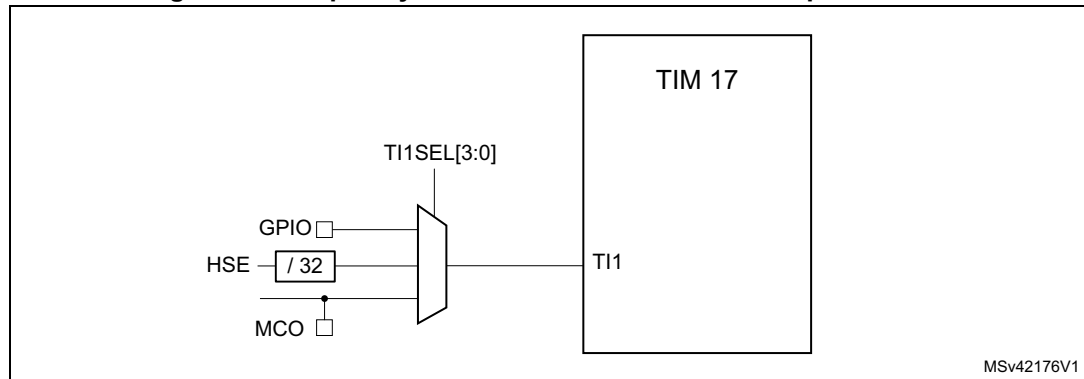 TIM 17
TI1SEL[3:0]
GPIO
HSE
/ 32
TI1
MCO
MSv42176V1